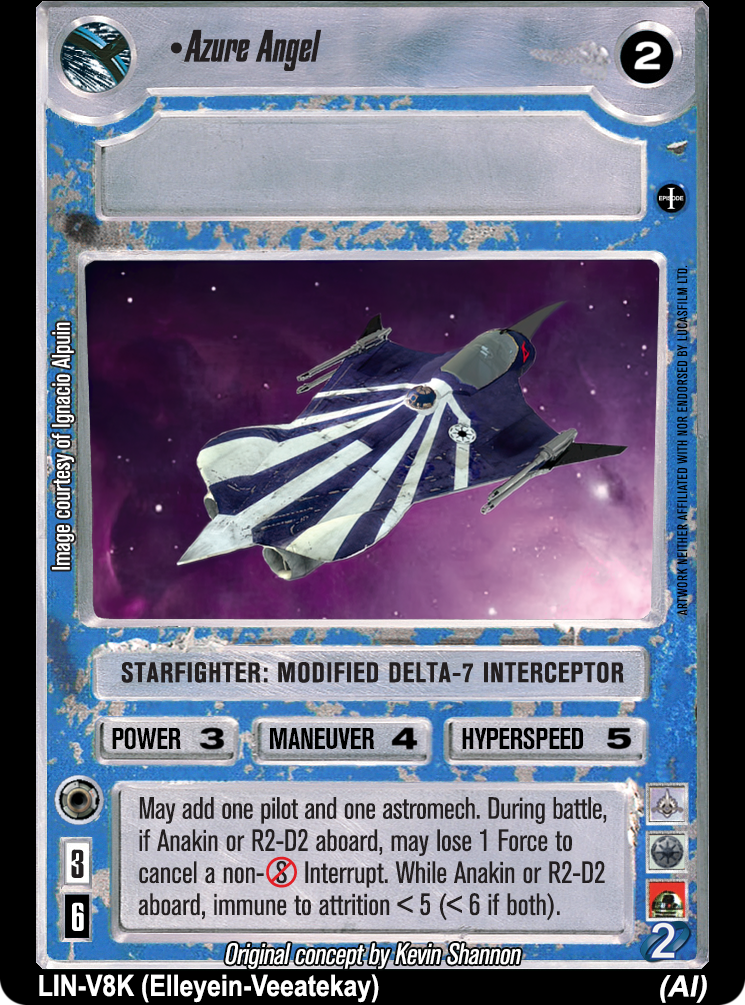 •Azure Angel
2
EPISODE
I
Image courtesy of Ignacio Alpuin
ARTWORK NEITHER AFFILIATED WITH NOR ENDORSED BY LUCASFILM LTD.
STARFIGHTER: MODIFIED DELTA-7 INTERCEPTOR
POWER 3 MANEUVER 4 HYPERSPEED 5
May add one pilot and one astromech. During battle,
if Anakin or R2-D2 aboard, may lose 1 Force to
cancel a non-8 Interrupt. While Anakin or R2-D2
aboard, immune to attrition < 5 (< 6 if both).
3
6
2
Original concept by Kevin Shannon
LIN-V8K (Elleyein-Veeatekay) (AI)